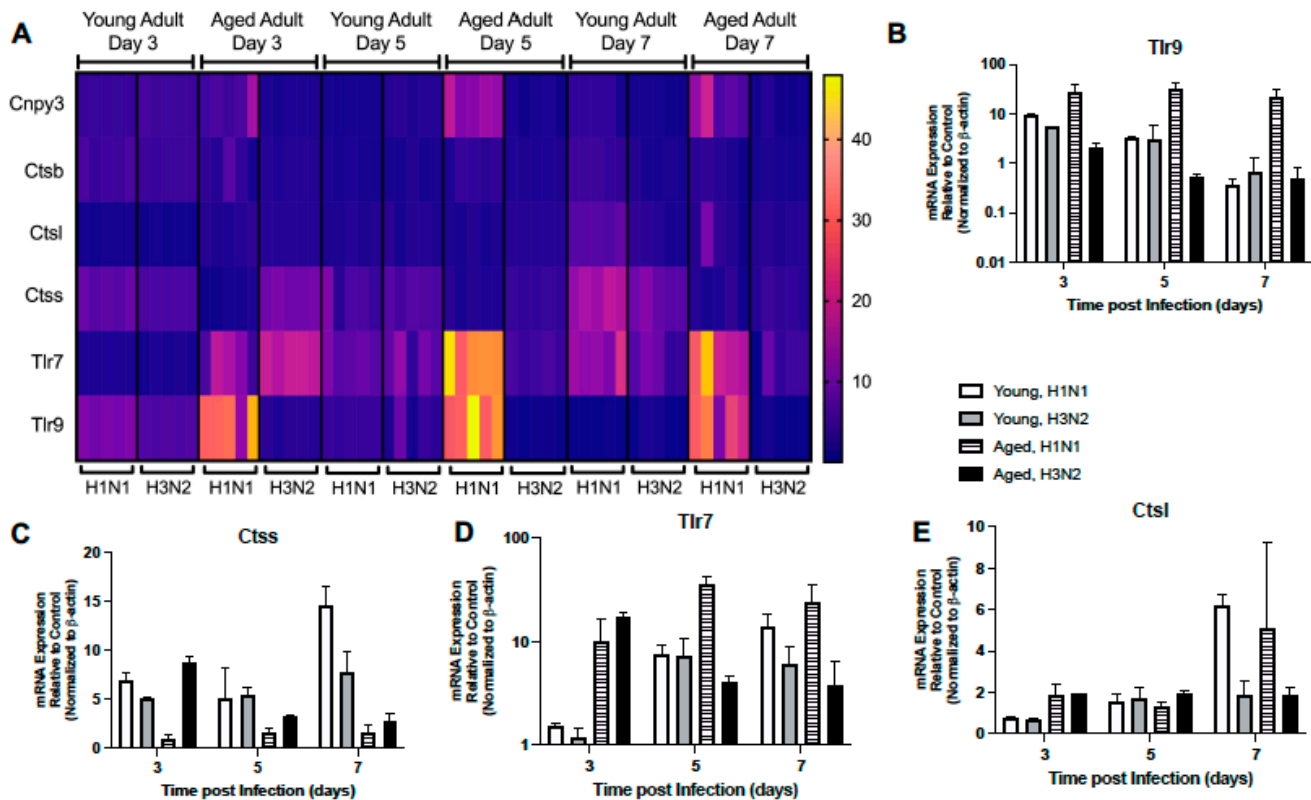 A
Young Adult Day 3
Aged Adult Day 3
Young Adult Day 5
Aged Adult Day 5
Young Adult Day 7
Aged Adult Day 7
Cnpy3
Ctsb
Ctsl
Ctss
Tlr7
Tlr9
H1N1 H3N2 H1N1 H3N2 H1N1 H3N2 H1N1 H3N2 H1N1 H3N2 H1N1 H3N2
40
30
20
10
B
Tlr9
mRNA Expression
Relative to Control
(Normalized to β-actin)
100
10
1
0.1
0.01
3 5 7
Time post Infection (days)
Young, H1N1
Young, H3N2
Aged, H1N1
Aged, H3N2
C
Ctss
mRNA Expression
Relative to Control
(Normalized to β-actin)
20
15
10
5
0
3 5 7
Time post Infection (days)
D
Tlr7
mRNA Expression
Relative to Control
(Normalized to β-actin)
100
10
1
3 5 7
Time post Infection (days)
E
Ctsl
mRNA Expression
Relative to Control
(Normalized to β-actin)
10
8
6
4
2
0
3 5 7
Time post Infection (days)